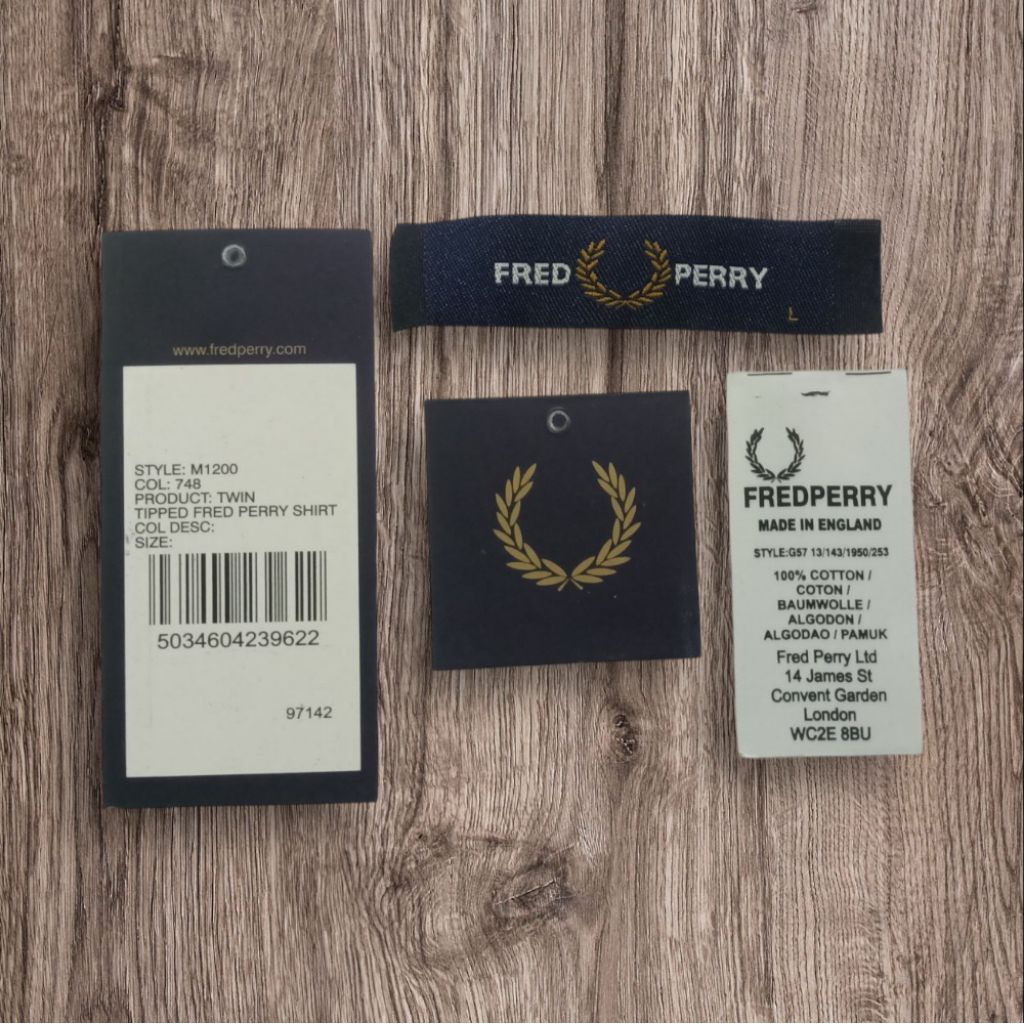 www.fredperry.com
STYLE: M1200
COL: 748
PRODUCT: TWIN
TIPPED FRED PERRY SHIRT
COL DESC:
SIZE:
5034604239622
97142
FRED PERRY
L
FREDPERRY
MADE IN ENGLAND
STYLE:G57 13/143/1950/253
100% COTTON /
COTON /
BAUMWOLLE /
ALGODON /
ALGODAO / PAMUK
Fred Perry Ltd
14 James St
Convent Garden
London
WC2E 8BU